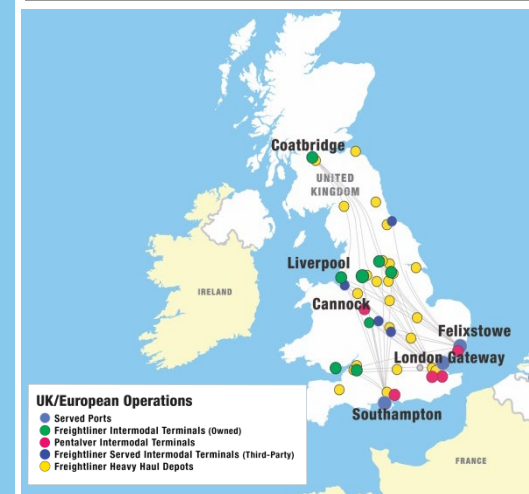 Coatbridge
UNITED
KINGDOM
Liverpool
IRELAND
Cannock
Felixstowe
London Gateway
Southampton
FRANCE
UK/European Operations
Served Ports
Freightliner Intermodal Terminals (Owned)
Pentalver Intermodal Terminals
Freightliner Served Intermodal Terminals (Third-Party)
Freightliner Heavy Haul Depots